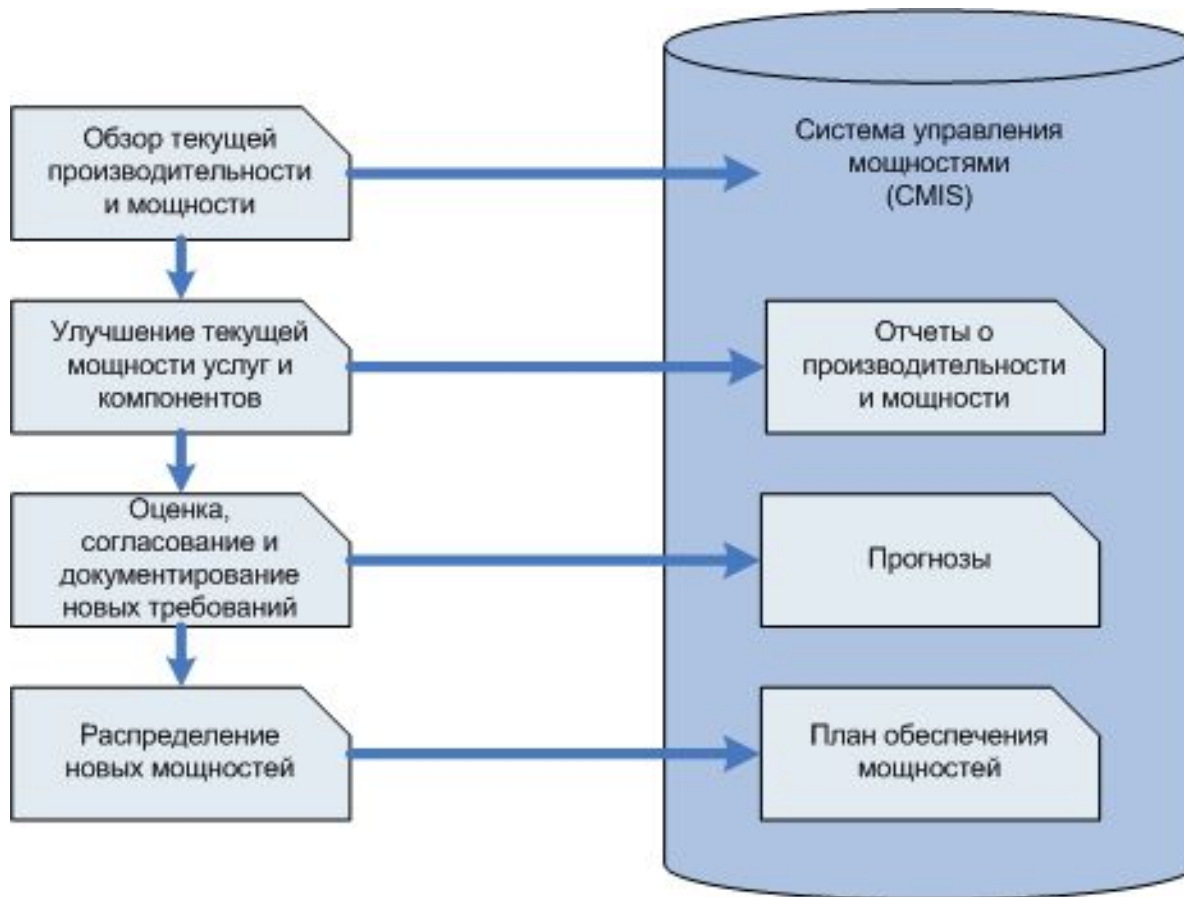 Обзор текущей
производительности
и мощности
Система управления
мощностями
(CMIS)
Улучшение текущей
мощности услуг и
компонентов
Отчеты о
производительности
и мощности
Оценка,
согласование и
документирование
новых требований
Прогнозы
Распределение
новых мощностей
План обеспечения
мощностей